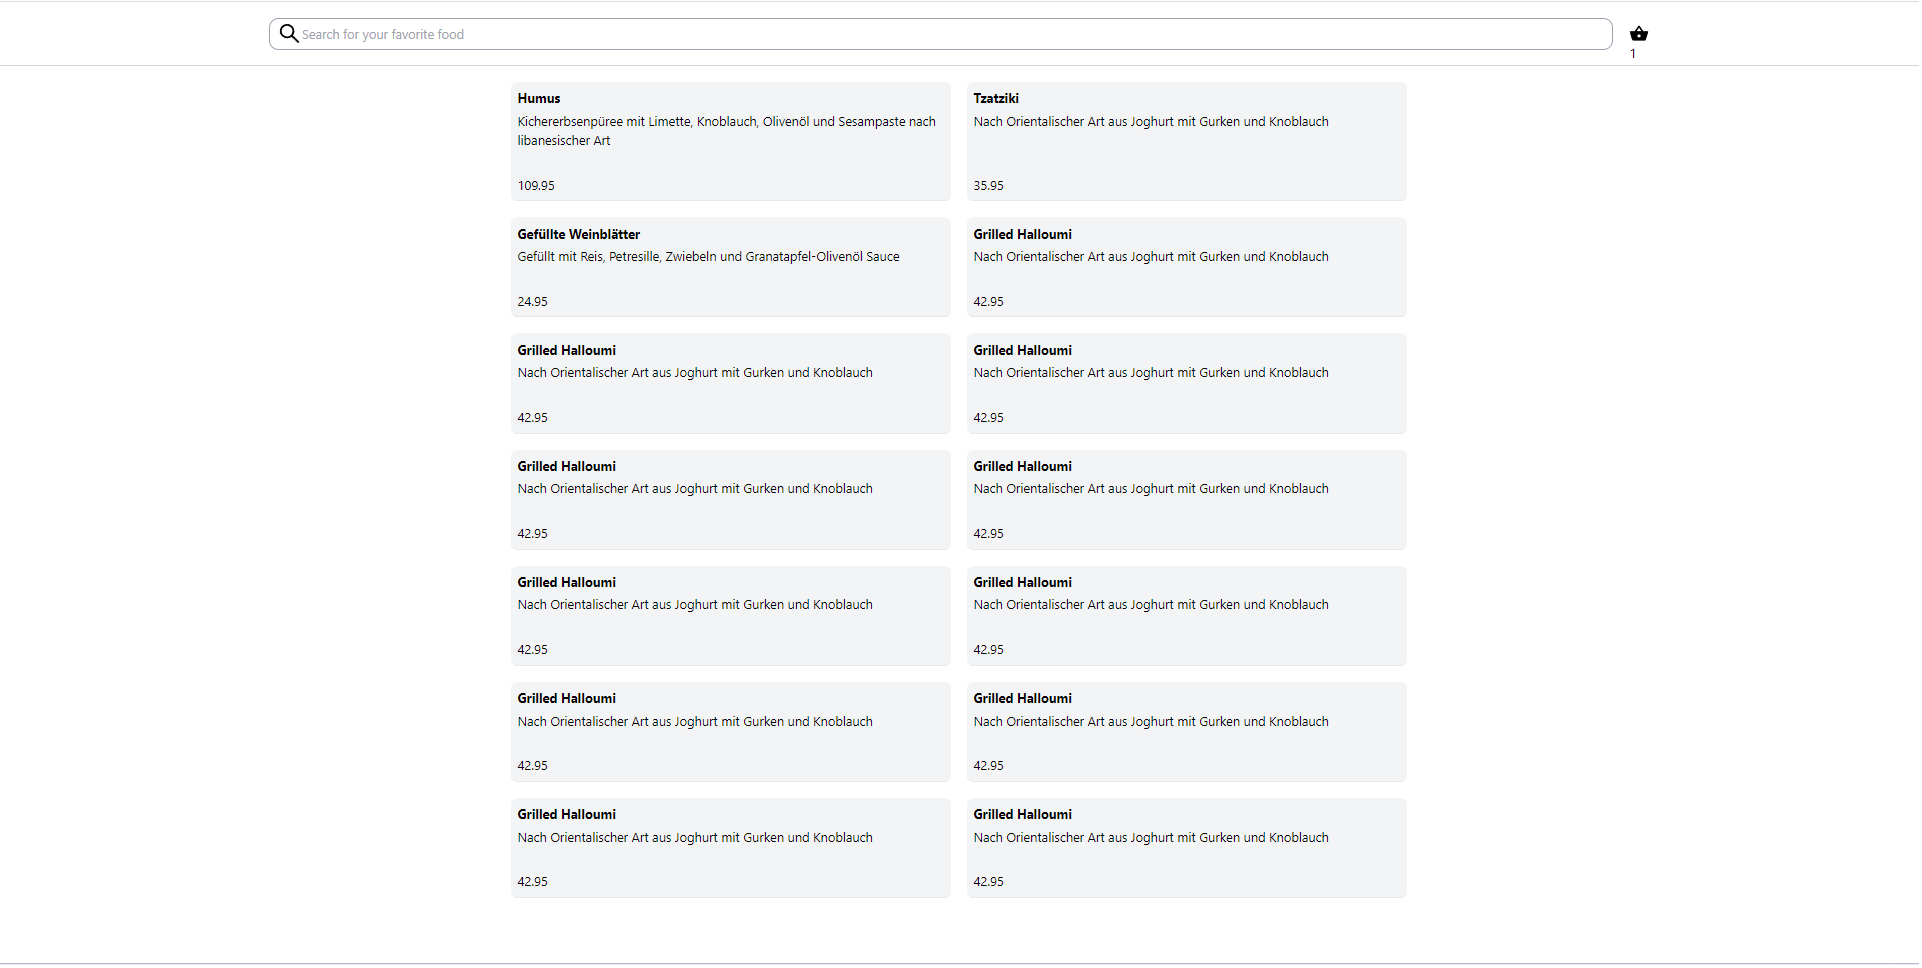 Search for your favorite food
1
Humus
Kichererbsenpüree mit Limette, Knoblauch, Olivenöl und Sesampaste nach
libanesischer Art
109.95
Tzatziki
Nach Orientalischer Art aus Joghurt mit Gurken und Knoblauch
35.95
Gefüllte Weinblätter
Gefüllt mit Reis, Petresille, Zwiebeln und Granatapfel-Olivenöl Sauce
24.95
Grilled Halloumi
Nach Orientalischer Art aus Joghurt mit Gurken und Knoblauch
42.95
Grilled Halloumi
Nach Orientalischer Art aus Joghurt mit Gurken und Knoblauch
42.95
Grilled Halloumi
Nach Orientalischer Art aus Joghurt mit Gurken und Knoblauch
42.95
Grilled Halloumi
Nach Orientalischer Art aus Joghurt mit Gurken und Knoblauch
42.95
Grilled Halloumi
Nach Orientalischer Art aus Joghurt mit Gurken und Knoblauch
42.95
Grilled Halloumi
Nach Orientalischer Art aus Joghurt mit Gurken und Knoblauch
42.95
Grilled Halloumi
Nach Orientalischer Art aus Joghurt mit Gurken und Knoblauch
42.95
Grilled Halloumi
Nach Orientalischer Art aus Joghurt mit Gurken und Knoblauch
42.95
Grilled Halloumi
Nach Orientalischer Art aus Joghurt mit Gurken und Knoblauch
42.95
Grilled Halloumi
Nach Orientalischer Art aus Joghurt mit Gurken und Knoblauch
42.95
Grilled Halloumi
Nach Orientalischer Art aus Joghurt mit Gurken und Knoblauch
42.95